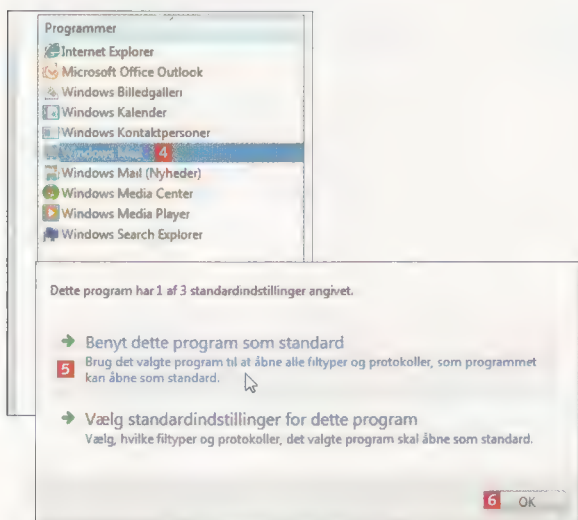 Programmer
Internet Explorer
Microsoft Office Outlook
Windows Billedgalleri
Windows Kalender
Windows Kontaktpersoner
Windows Mail 4
Windows Mail (Nyheder)
Windows Media Center
Windows Media Player
Windows Search Explorer
Dette program har 1 af 3 standardindstillinger angivet.
Benyt dette program som standard
5 Brug det valgte program til at åbne alle filtyper og protokoller, som programmet
kan åbne som standard.
Vælg standardindstillinger for dette program
Vælg, hvilke filtyper og protokoller, det valgte program skal åbne som standard.
6 OK